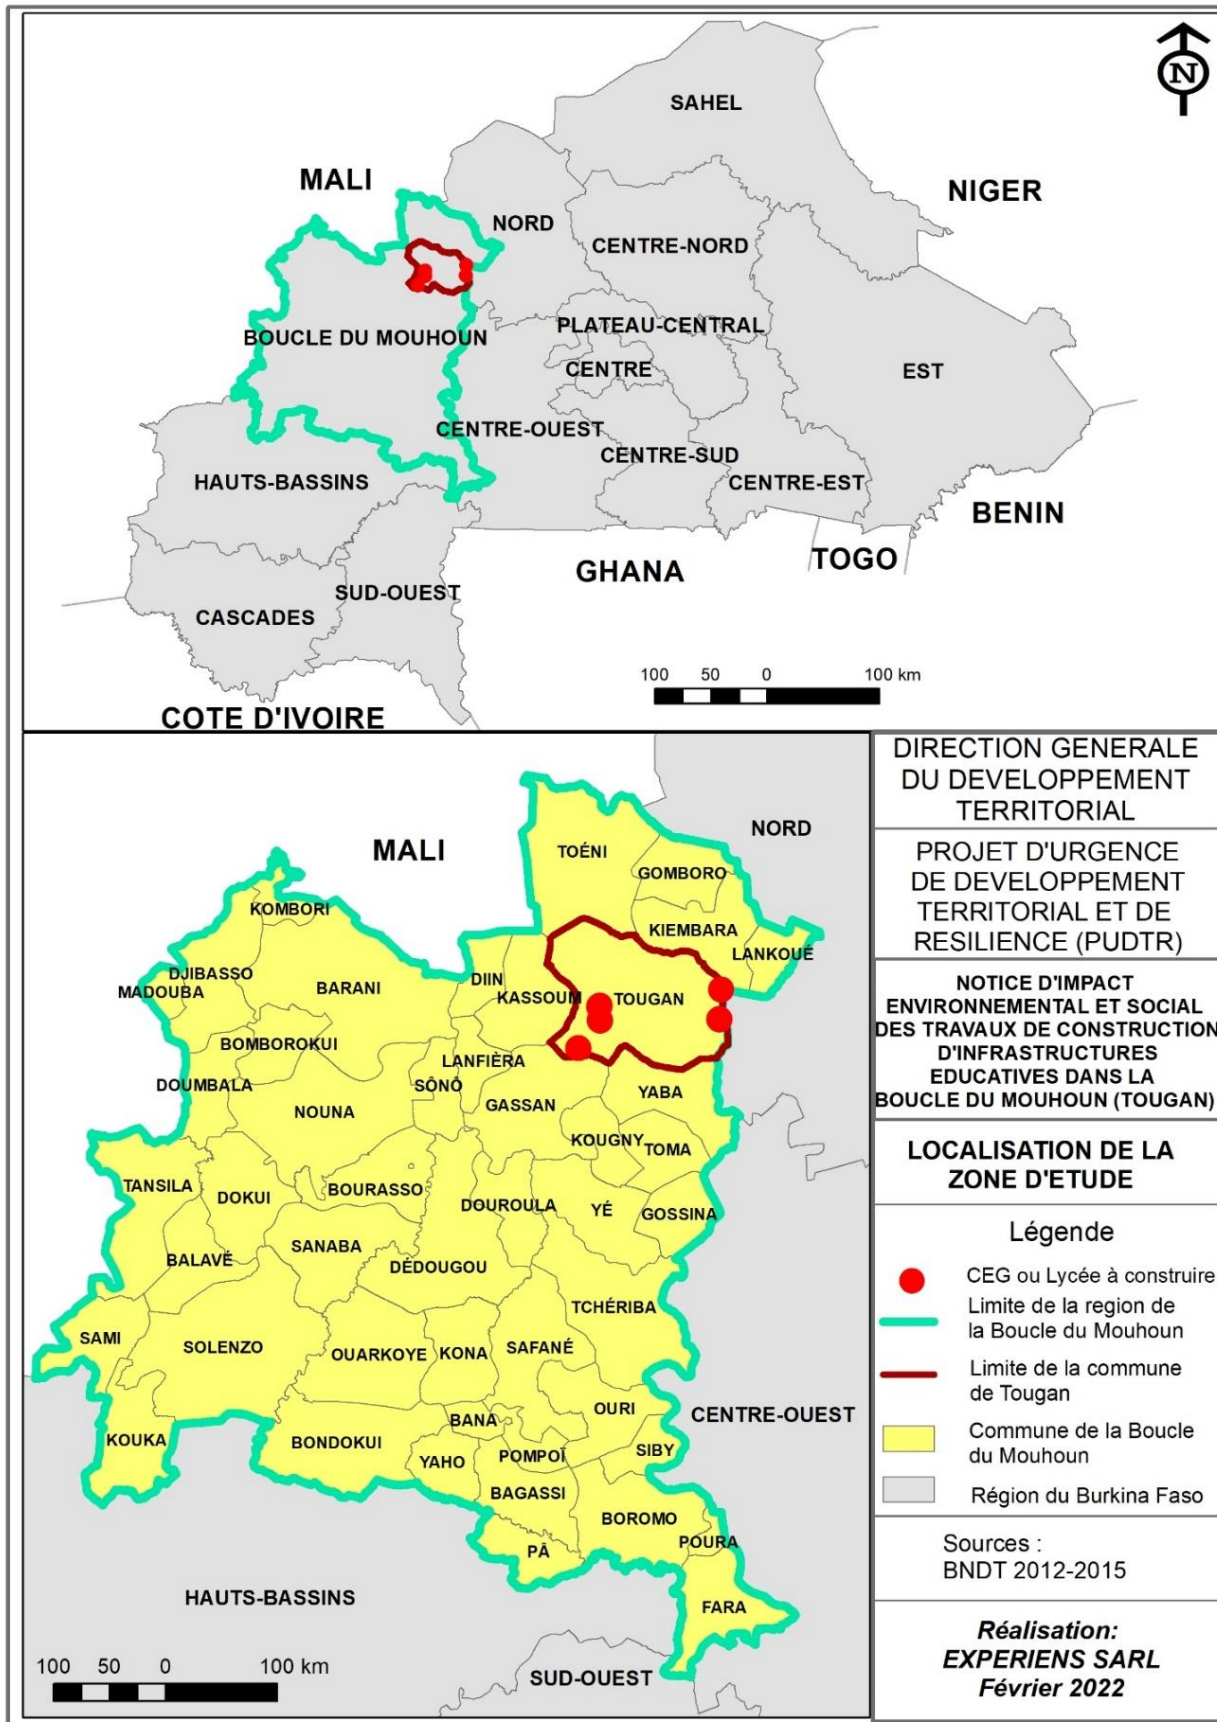 N
SAHEL
MALI
NIGER
NORD
CENTRE-NORD
PLATEAU-CENTRAL
BOUCLE DU MOUHOUN
CENTRE
EST
CENTRE-OUEST
CENTRE-SUD
HAUTS-BASSINS
CENTRE-EST
BENIN
TOGO
GHANA
SUD-OUEST
CASCADES
100 50 0 100 km
COTE D'IVOIRE
NORD
MALI
TOÉNI
GOMBORO
KOMBORI
KIEMBARA
LANKOUÉ
DJIBASSO
DIIN
MADOUBA
BARANI
KASSOUM
TOUGAN
BOMBOROKUI
LANFIÈRA
DOUMBALA
SÔNÔ
YABA
NOUNA
GASSAN
KOUGNY
TOMA
TANSILA
DOKUI
BOURASSO
DOUROULA
YÉ
GOSSINA
SANABA
BALAVÉ
DÉDOUGOU
TCHÉRIBA
SAMI
SOLENZO
OUARKOYE
KONA
SAFANÉ
OURI
CENTRE-OUEST
BANA
KOUKA
BONDOKUI
YAHO
POMPOÏ
SIBY
BAGASSI
BOROMO
POURA
PÂ
HAUTS-BASSINS
FARA
100 50 0 100 km
SUD-OUEST
DIRECTION GENERALE
DU DEVELOPPEMENT
TERRITORIAL
PROJET D'URGENCE
DE DEVELOPPEMENT
TERRITORIAL ET DE
RESILIENCE (PUDTR)
NOTICE D'IMPACT
ENVIRONNEMENTAL ET SOCIAL
DES TRAVAUX DE CONSTRUCTION
D'INFRASTRUCTURES
EDUCATIVES DANS LA
BOUCLE DU MOUHOUN (TOUGAN)
LOCALISATION DE LA
ZONE D'ETUDE
Légende
CEG ou Lycée à construire
Limite de la region de
la Boucle du Mouhoun
Limite de la commune
de Tougan
Commune de la Boucle
du Mouhoun
Région du Burkina Faso
Sources :
BNDT 2012-2015
Réalisation:
EXPERIENS SARL
Février 2022